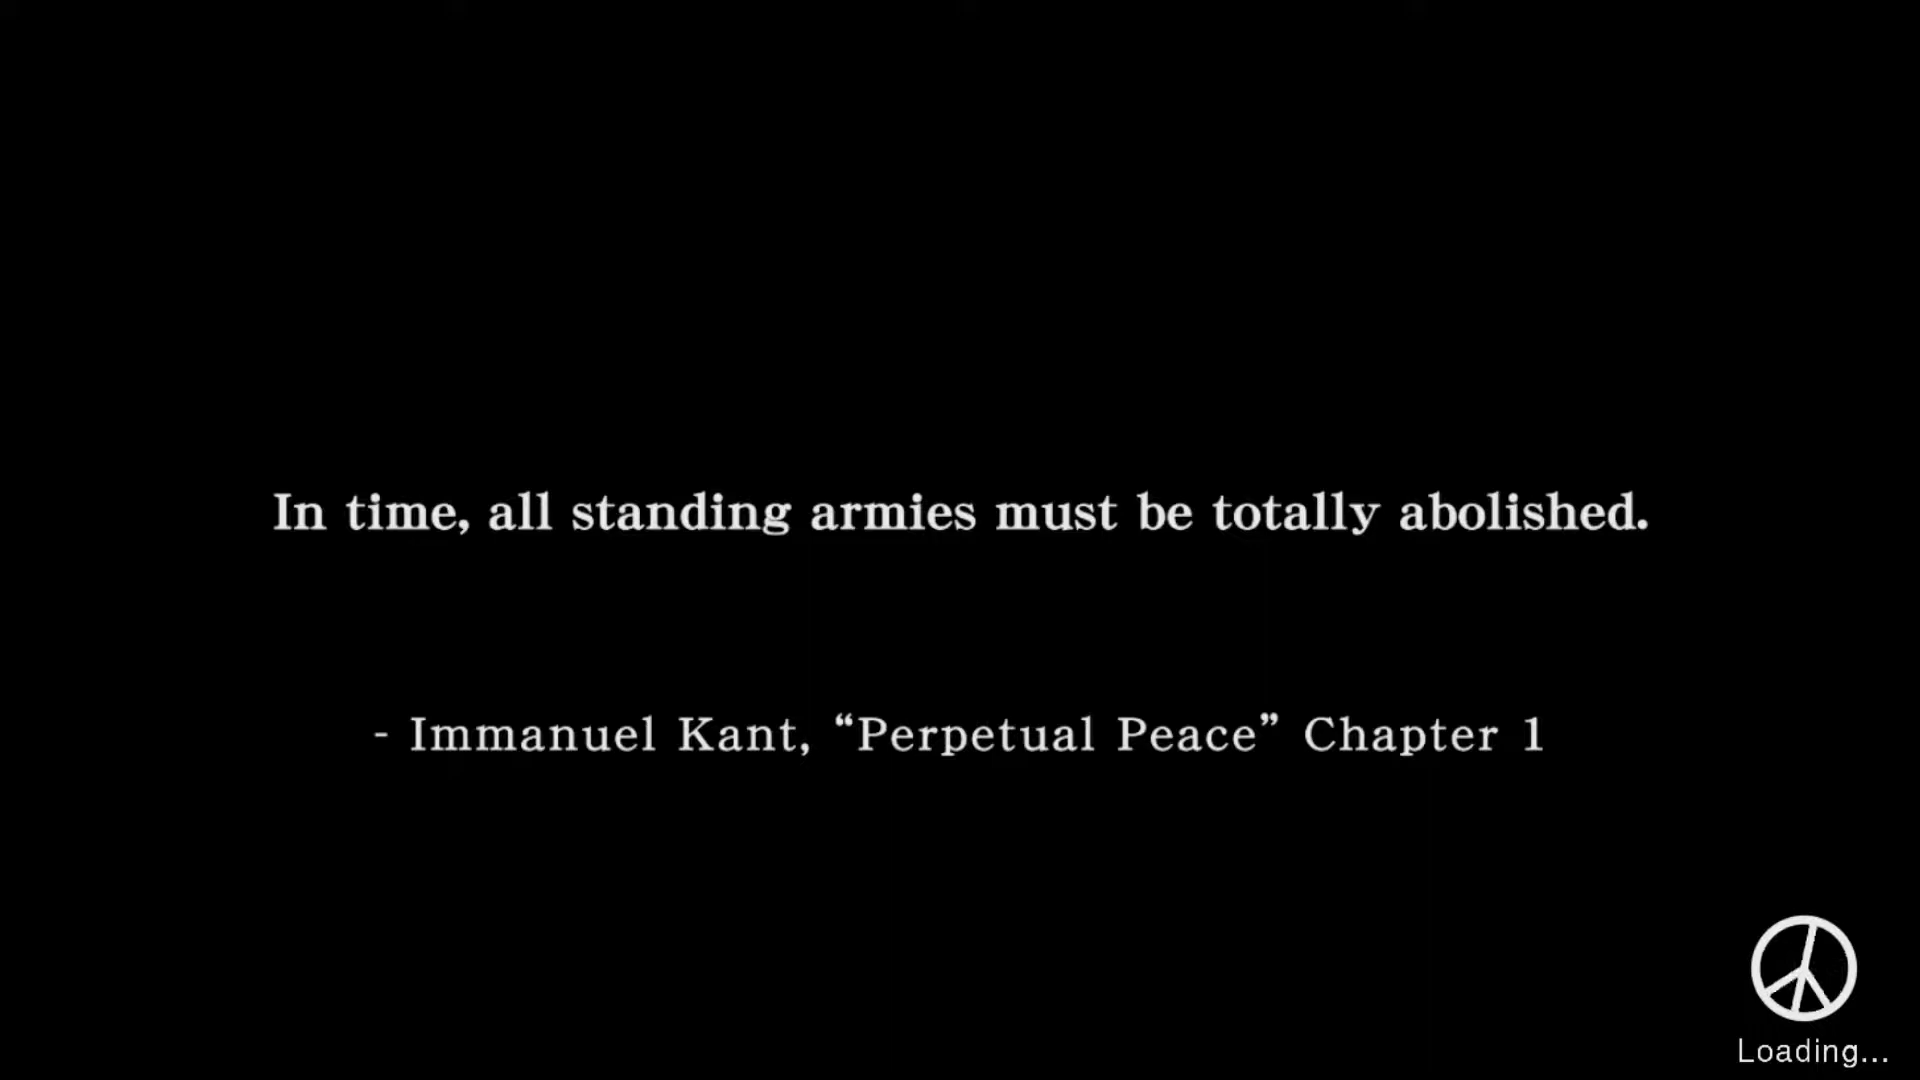 In time, all standing armies must be totally abolished.
- Immanuel Kant, “Perpetual Peace” Chapter 1
Loading...